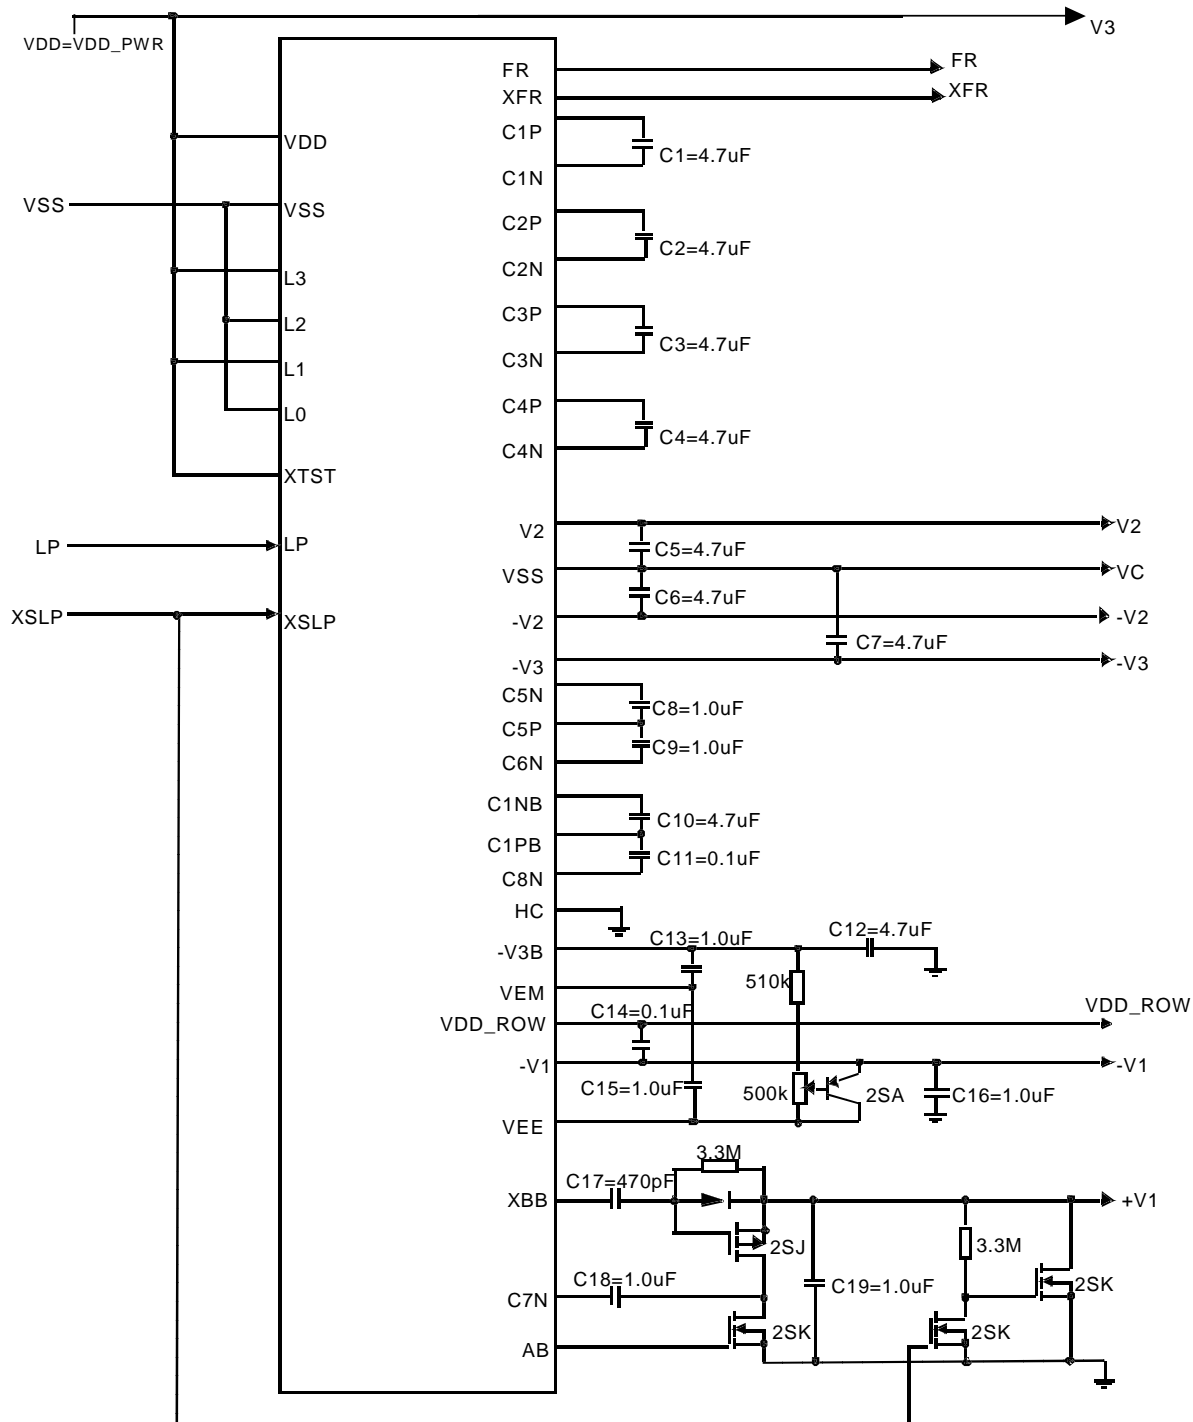 V3
VDD=VDD_PWR
FR
FR
XFR
XFR
C1P
VDD
C1=4.7uF
C1N
VSS
VSS
C2P
C2=4.7uF
C2N
L3
C3P
L2
C3=4.7uF
C3N
L1
C4P
L0
C4=4.7uF
C4N
XTST
V2
V2
LP
LP
C5=4.7uF
VSS
VC
C6=4.7uF
XSLP
XSLP
-V2
-V2
C7=4.7uF
-V3
-V3
C5N
C8=1.0uF
C5P
C9=1.0uF
C6N
C1NB
C10=4.7uF
C1PB
C11=0.1uF
C8N
HC
C12=4.7uF
C13=1.0uF
-V3B
510k
VEM
VDD_ROW
C14=0.1uF
VDD_ROW
-V1
-V1
C15=1.0uF
500k
2SA
C16=1.0uF
VEE
3.3M
C17=470pF
XBB
+V1
2SJ
3.3M
C18=1.0uF
C19=1.0uF
2SK
C7N
2SK
2SK
AB